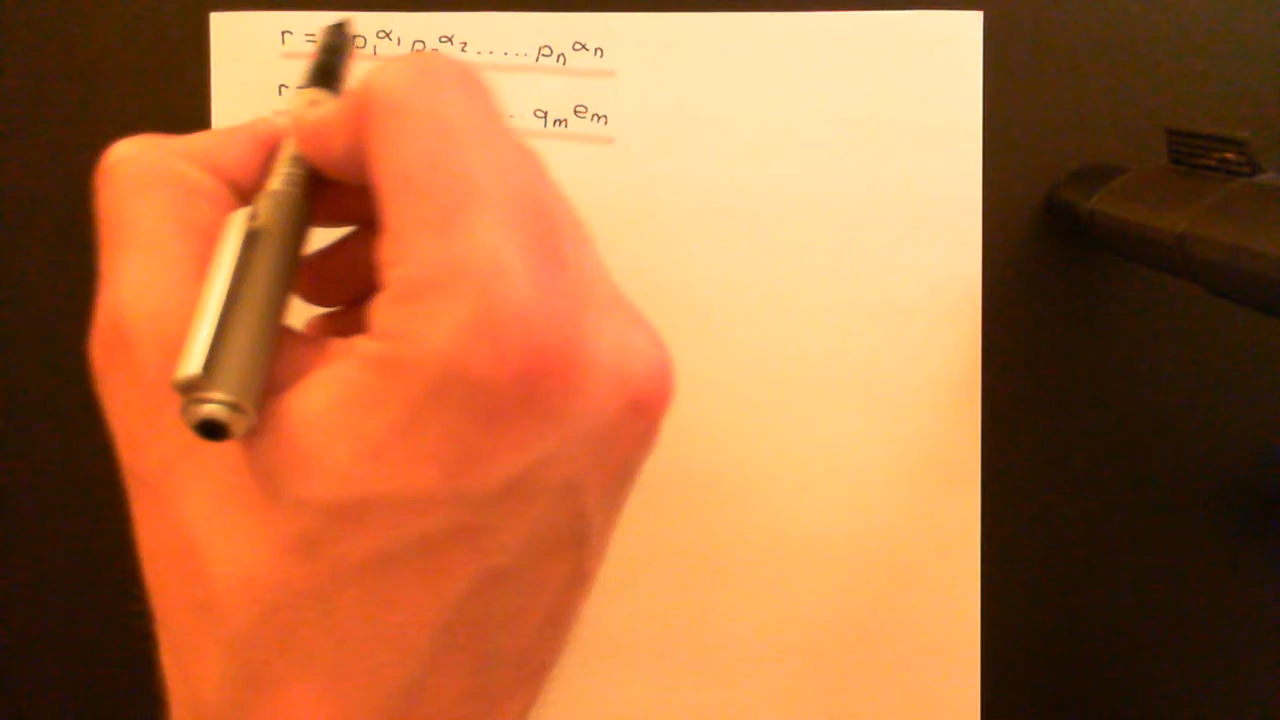 r = p₁^α₁ p₂^α₂ ..... pₙ^αₙ
r .. qₘ^eₘ